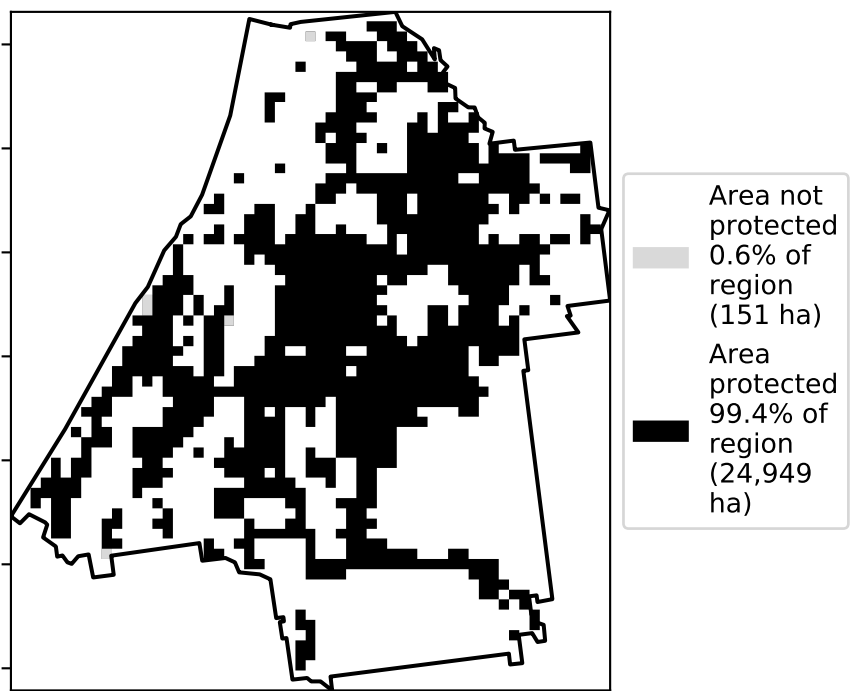 Area not
protected
0.6% of
region
(151 ha)
Area
protected
99.4% of
region
(24,949
ha)